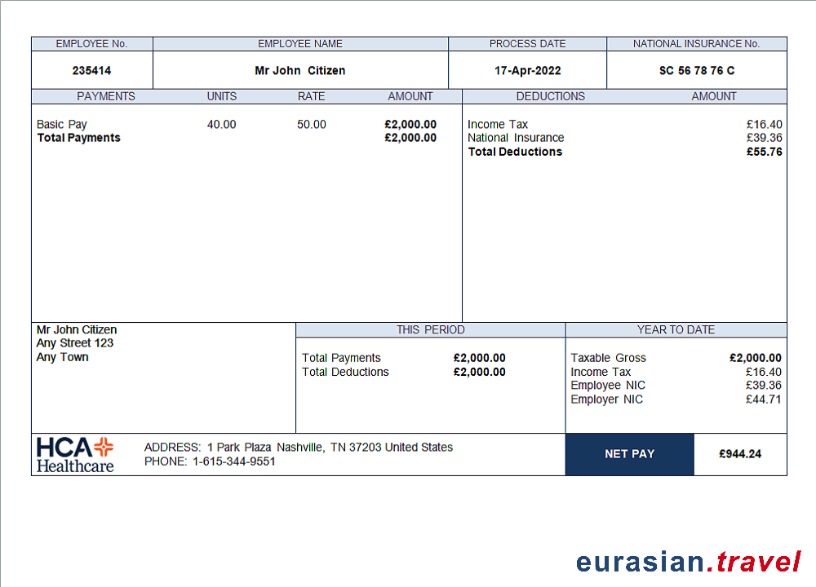 EMPLOYEE No. EMPLOYEE NAME PROCESS DATE NATIONAL INSURANCE No.
235414 Mr John Citizen 17-Apr-2022 SC 56 78 76 C
PAYMENTS UNITS RATE AMOUNT DEDUCTIONS AMOUNT
Basic Pay 40.00 50.00 £2,000.00 Income Tax £16.40
Total Payments £2,000.00 National Insurance £39.36
Total Deductions £55.76
Mr John Citizen THIS PERIOD YEAR TO DATE
Any Street 123
Any Town Total Payments £2,000.00 Taxable Gross £2,000.00
Total Deductions £2,000.00 Income Tax £16.40
Employee NIC £39.36
Employer NIC £44.71
HCA Healthcare
ADDRESS: 1 Park Plaza Nashville, TN 37203 United States
PHONE: 1-615-344-9551
NET PAY £944.24
eurasian.travel